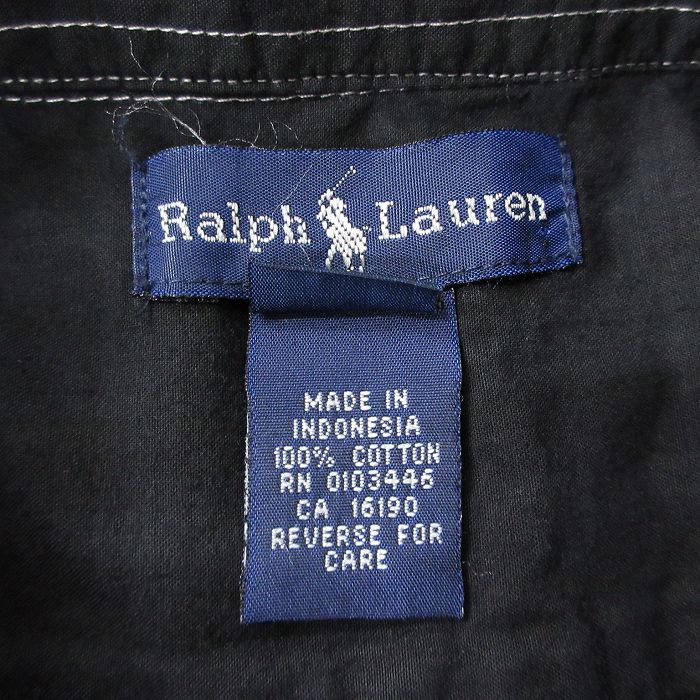 Ralph Lauren
MADE IN
INDONESIA
100% COTTON
RN 0103446
CA 16190
REVERSE FOR
CARE